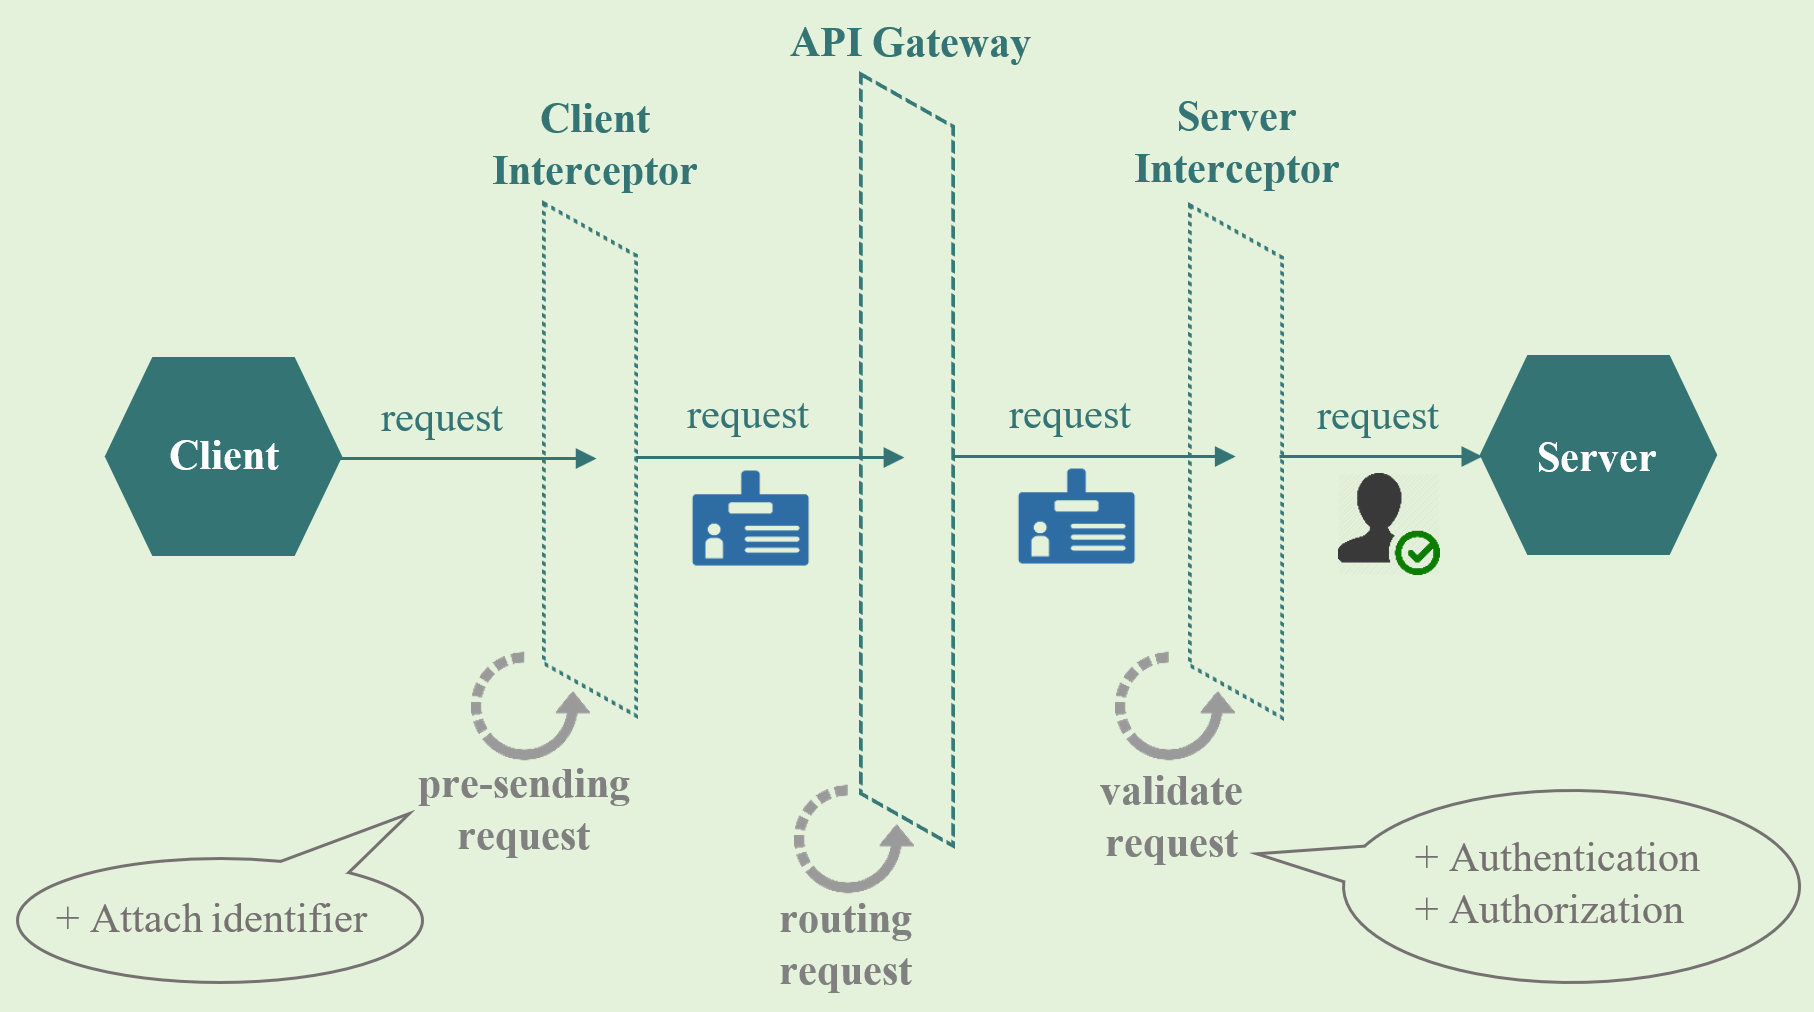 API Gateway
Client
Interceptor
Server
Interceptor
request
request
request
request
Client
Server
pre-sending
request
validate
request
+ Attach identifier
+ Authentication
+ Authorization
routing
request